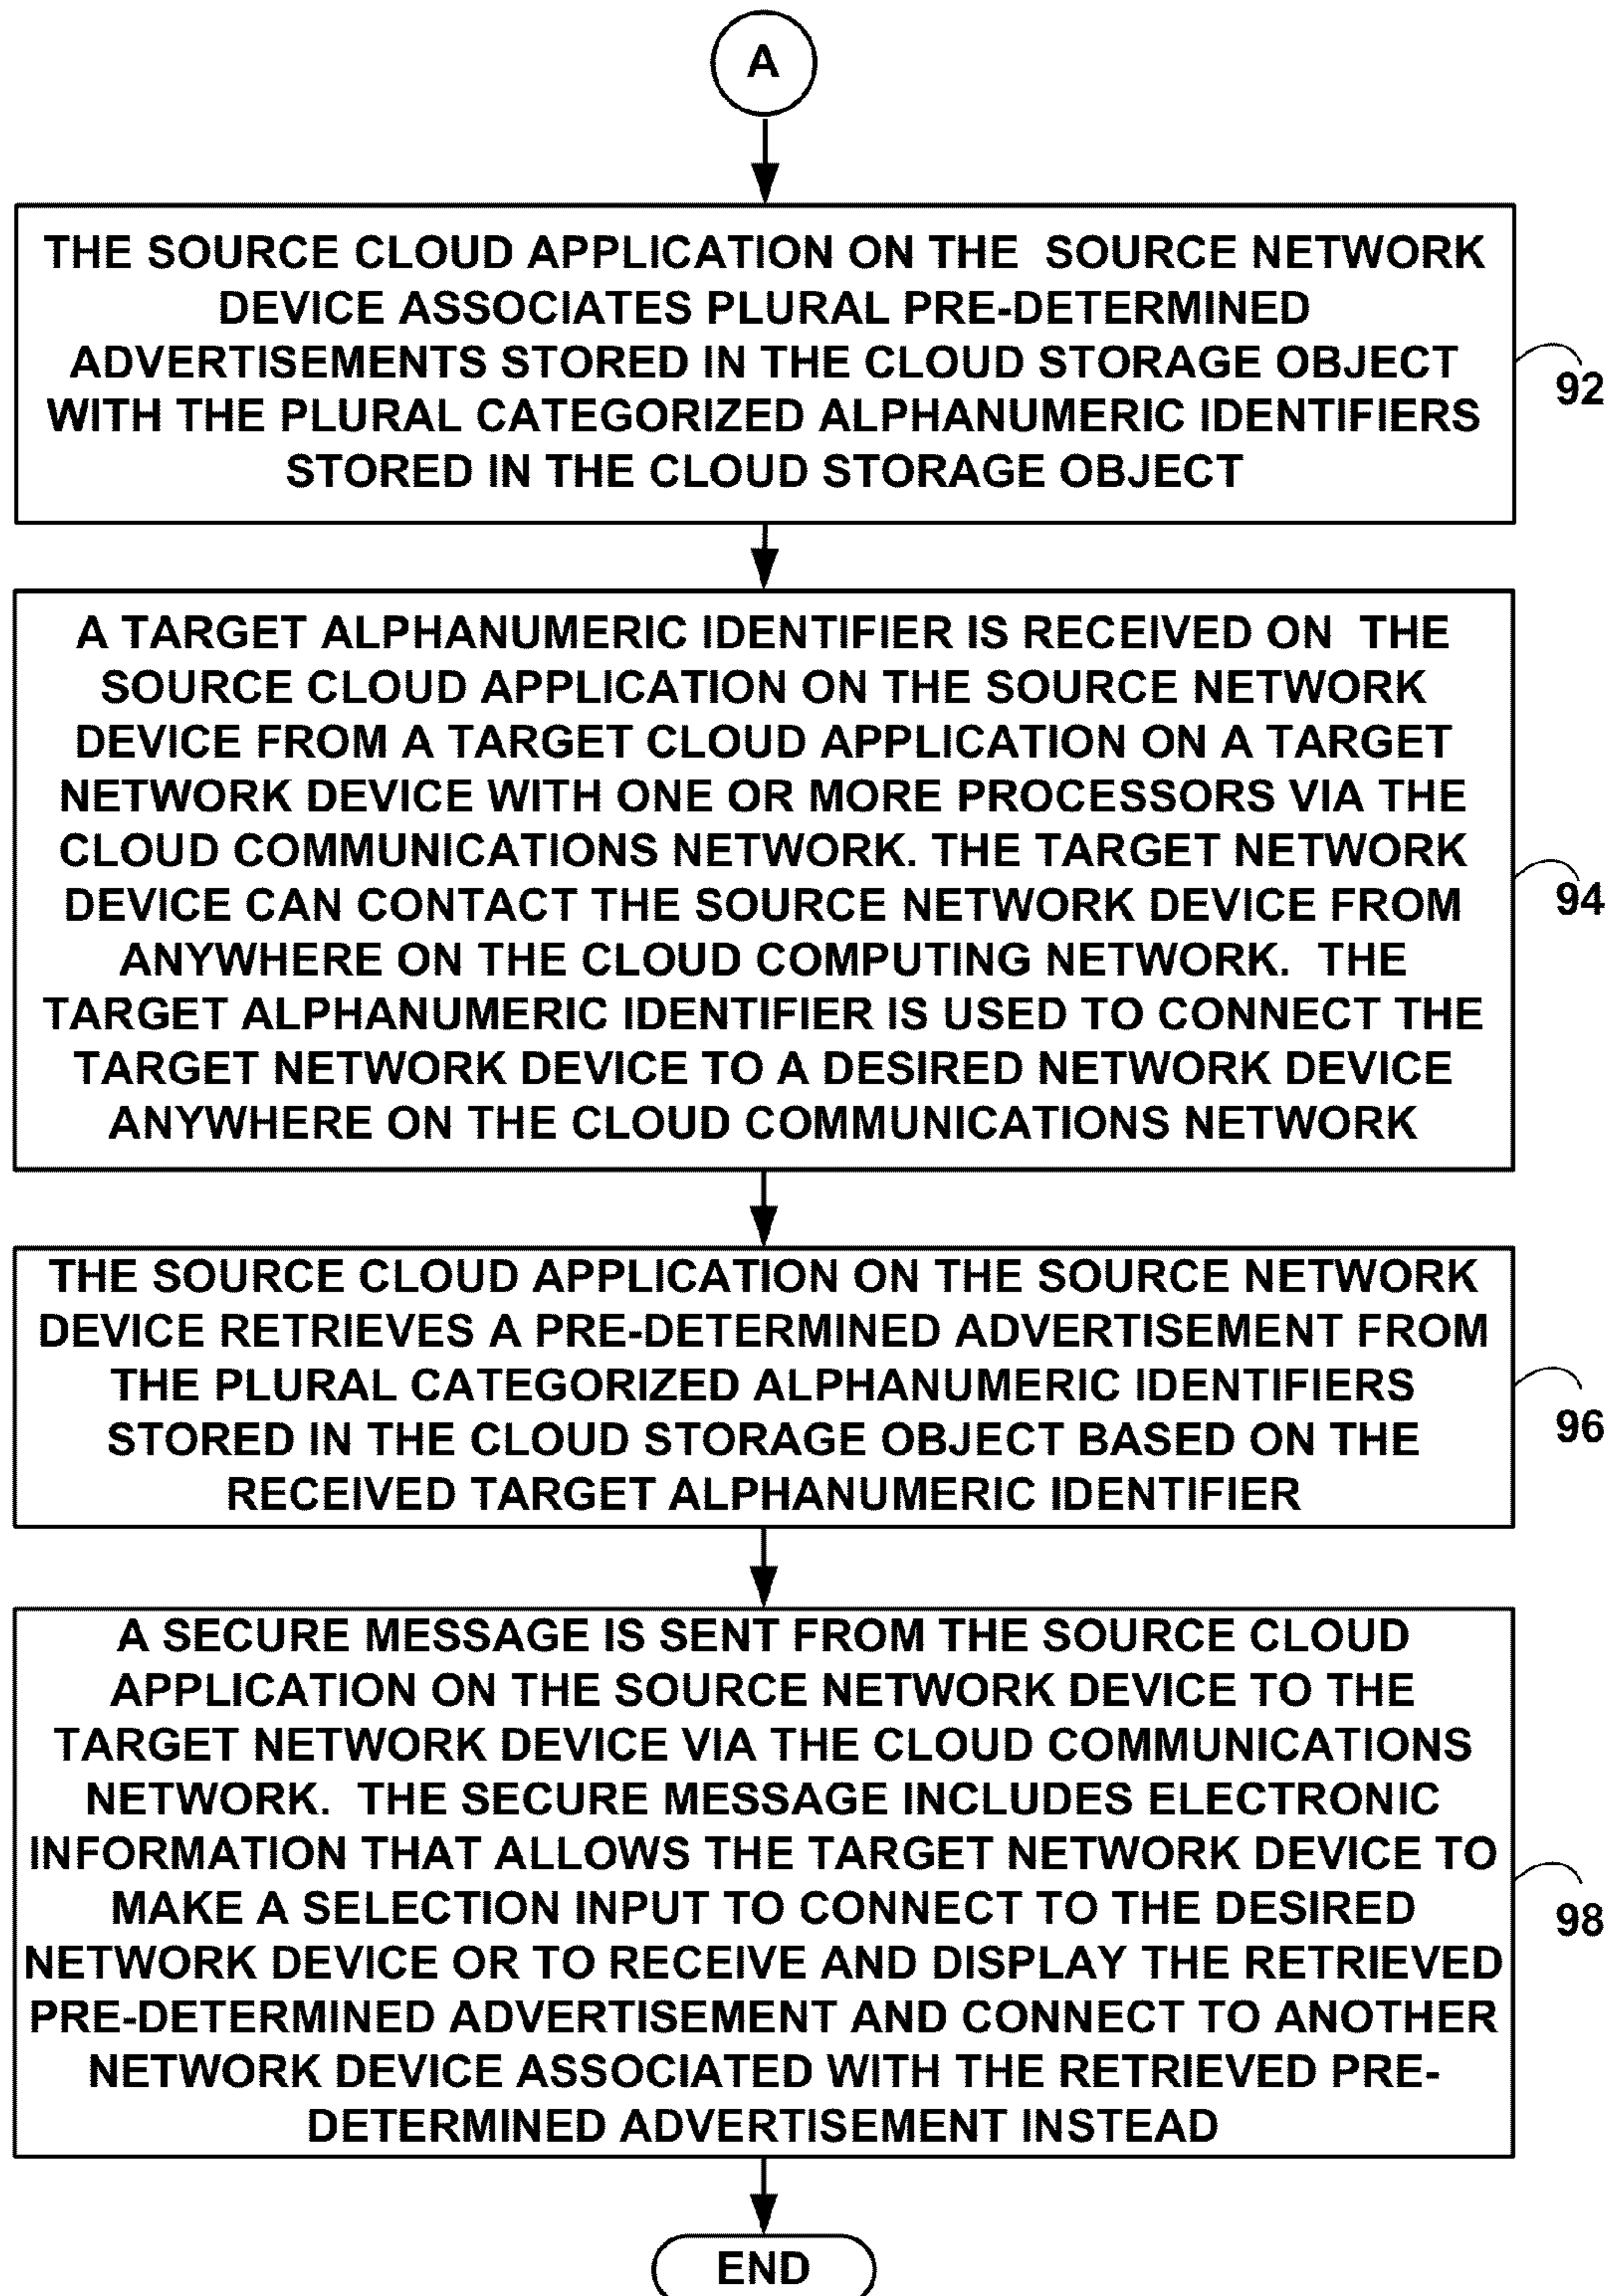 A
THE SOURCE CLOUD APPLICATION ON THE SOURCE NETWORK
DEVICE ASSOCIATES PLURAL PRE-DETERMINED
ADVERTISEMENTS STORED IN THE CLOUD STORAGE OBJECT
WITH THE PLURAL CATEGORIZED ALPHANUMERIC IDENTIFIERS
STORED IN THE CLOUD STORAGE OBJECT
92
A TARGET ALPHANUMERIC IDENTIFIER IS RECEIVED ON THE
SOURCE CLOUD APPLICATION ON THE SOURCE NETWORK
DEVICE FROM A TARGET CLOUD APPLICATION ON A TARGET
NETWORK DEVICE WITH ONE OR MORE PROCESSORS VIA THE
CLOUD COMMUNICATIONS NETWORK. THE TARGET NETWORK
DEVICE CAN CONTACT THE SOURCE NETWORK DEVICE FROM
ANYWHERE ON THE CLOUD COMPUTING NETWORK. THE
TARGET ALPHANUMERIC IDENTIFIER IS USED TO CONNECT THE
TARGET NETWORK DEVICE TO A DESIRED NETWORK DEVICE
ANYWHERE ON THE CLOUD COMMUNICATIONS NETWORK
94
THE SOURCE CLOUD APPLICATION ON THE SOURCE NETWORK
DEVICE RETRIEVES A PRE-DETERMINED ADVERTISEMENT FROM
THE PLURAL CATEGORIZED ALPHANUMERIC IDENTIFIERS
STORED IN THE CLOUD STORAGE OBJECT BASED ON THE
RECEIVED TARGET ALPHANUMERIC IDENTIFIER
96
A SECURE MESSAGE IS SENT FROM THE SOURCE CLOUD
APPLICATION ON THE SOURCE NETWORK DEVICE TO THE
TARGET NETWORK DEVICE VIA THE CLOUD COMMUNICATIONS
NETWORK. THE SECURE MESSAGE INCLUDES ELECTRONIC
INFORMATION THAT ALLOWS THE TARGET NETWORK DEVICE TO
MAKE A SELECTION INPUT TO CONNECT TO THE DESIRED
NETWORK DEVICE OR TO RECEIVE AND DISPLAY THE RETRIEVED
PRE-DETERMINED ADVERTISEMENT AND CONNECT TO ANOTHER
NETWORK DEVICE ASSOCIATED WITH THE RETRIEVED PRE-
DETERMINED ADVERTISEMENT INSTEAD
98
END